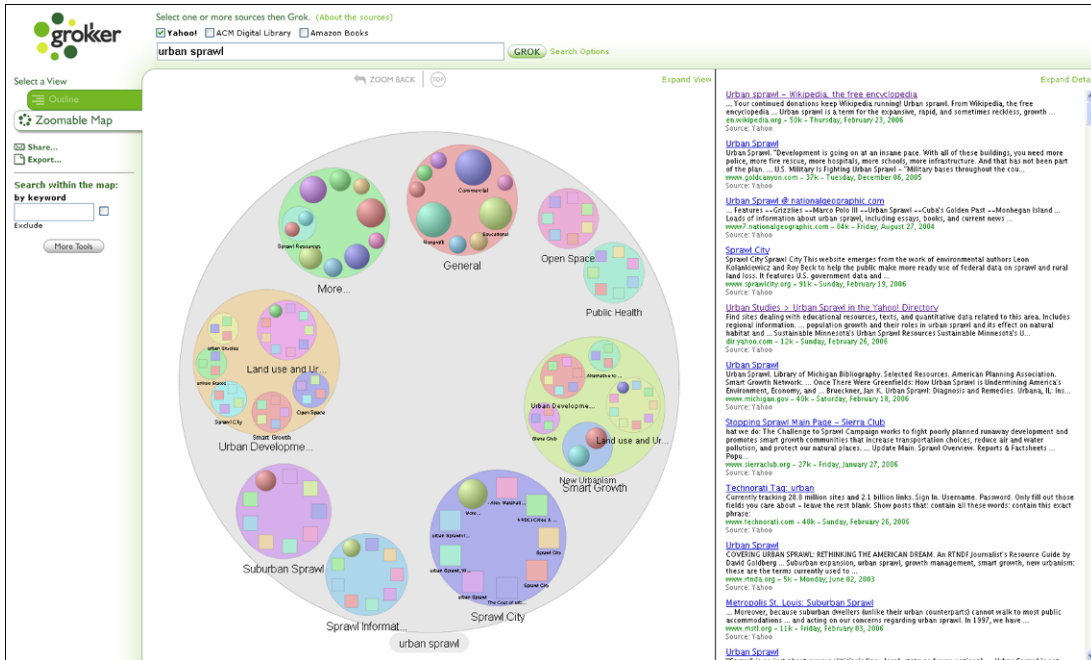 grokker
Select one or more sources then Grok. (About the sources)
Yahoo! ACM Digital Library Amazon Books
urban sprawl
GROK Search Options
Select a View
Outline
Zoomable Map
Share...
Export...
Search within the map:
by keyword
Exclude
More Tools
ZOOM BACK TOP Expand View
Commercial
Nonprofit
Educational
General
Sprawl Resources
More...
Open Space
Public Health
Urban Studies
Land use and Ur...
Sprawl City
Open Space
Smart Growth
Urban Developme...
Alternative to ...
Urban Developme...
Sierra Club
Land use and Ur...
New Urbanism
Smart Growth
Suburban Sprawl
Sprawl Informat...
More...
Sprawl City
Sprawl City
urban Sprawl
Sprawl City
urban sprawl
Expand Deta
Urban sprawl - Wikipedia, the free encyclopedia
... Your continued donations keep Wikipedia running! Urban sprawl. From Wikipedia, the free
encyclopedia ... Urban sprawl is a term for the expansive, rapid, and sometimes reckless, growth ...
en.wikipedia.org - 50k - Thursday, February 23, 2006
Source: Yahoo
Urban Sprawl
Urban Sprawl. "Development is going on at an insane pace. With all of these buildings, you need more
police, more fire rescue, more hospitals, more schools, more infrastructure. And that has not been part
of the plan. ... U.S. Military Is Fighting Urban Sprawl - "Military bases throughout the cou...
www.goldcanyon.com - 37k - Tuesday, December 06, 2005
Source: Yahoo
Urban Sprawl @ nationalgeographic.com
... Features --Grizzlies --Marco Polo III --Urban Sprawl --Cuba's Golden Past --Monhegan Island ...
Loads of information about urban sprawl, including essays, books, and current news ...
www7.nationalgeographic.com - 84k - Friday, August 27, 2004
Source: Yahoo
Sprawl City
Sprawl City Sprawl City This website emerges from the work of environmental authors Leon
Kolankiewicz and Roy Beck to help the public make more ready use of federal data on sprawl and rural
land loss. It features U.S. government data and ...
www.sprawlcity.org - 91k - Sunday, February 19, 2006
Source: Yahoo
Urban Studies > Urban Sprawl in the Yahoo! Directory
Find sites dealing with educational resources, texts, and quantitative data related to this area. Includes
regional information. ... population growth and their roles in urban sprawl and its effect on natural
habitat and ... Sustainable Minnesota's Urban Sprawl Resources Sustainable Minnesota's U...
dir.yahoo.com - 12k - Sunday, February 26, 2006
Source: Yahoo
Urban Sprawl
Urban Sprawl. Library of Michigan Bibliography. Selected Resources. American Planning Association.
Smart Growth Network. ... Once There Were Greenfields: How Urban Sprawl is Undermining America's
Environment, Economy, and ... Brueckner, Jan K. Urban Sprawl: Diagnosis and Remedies. Urbana, IL: Ins...
www.michigan.gov - 40k - Saturday, February 18, 2006
Source: Yahoo
Stopping Sprawl Main Page - Sierra Club
hat we do: The Challenge to Sprawl Campaign works to fight poorly planned runaway development and
promotes smart growth communities that increase transportation choices, reduce air and water
pollution, and protect our natural places. ... Update Main. Sprawl Overview. Reports & Factsheets ...
Popu...
www.sierraclub.org - 27k - Friday, January 27, 2006
Source: Yahoo
Technorati Tag: urban
Currently tracking 28.8 million sites and 2.1 billion links. Sign In. Username. Password. Only fill out those
fields you care about - leave the rest blank. Show posts that: contain all these words: contain this exact
phrase:
www.technorati.com - 48k - Sunday, February 26, 2006
Source: Yahoo
Urban Sprawl
COVERING URBAN SPRAWL: RETHINKING THE AMERICAN DREAM. An RTNDF Journalist's Resource Guide by
David Goldberg ... Suburban expansion, urban sprawl, growth management, smart growth, new urbanism:
these are the terms currently used to ...
www.rtnda.org - 5k - Monday, June 02, 2003
Source: Yahoo
Metropolis St. Louis: Suburban Sprawl
... Moreover, because suburban dwellers (unlike their urban counterparts) cannot walk to most public
accommodations ... and acting on our concerns regarding urban sprawl. In 1997, we have ...
www.mstl.org - 11k - Friday, February 03, 2006
Source: Yahoo
Urban Sprawl